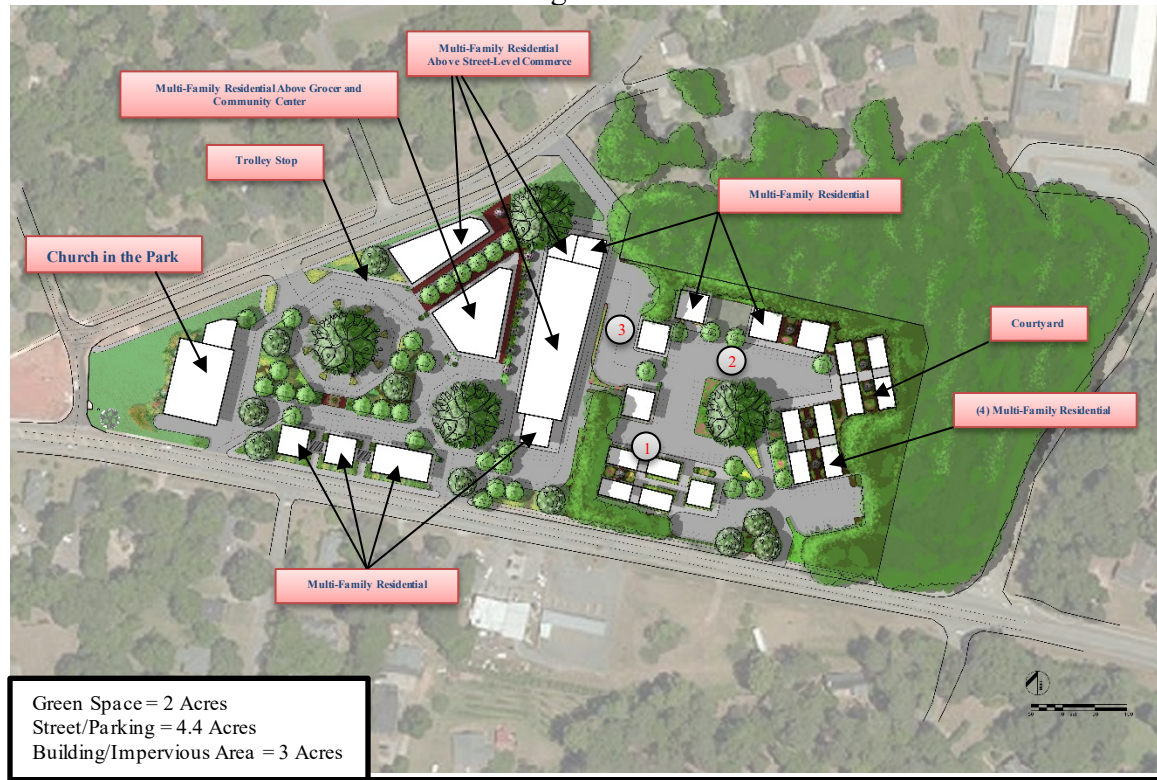 Multi-Family Residential
Above Street-Level Commerce
Multi-Family Residential Above Grocer and
Community Center
Trolley Stop
Multi-Family Residential
Church in the Park
3
Courtyard
2
(4) Multi-Family Residential
1
Multi-Family Residential
Green Space = 2 Acres
Street/Parking = 4.4 Acres
Building/Impervious Area = 3 Acres